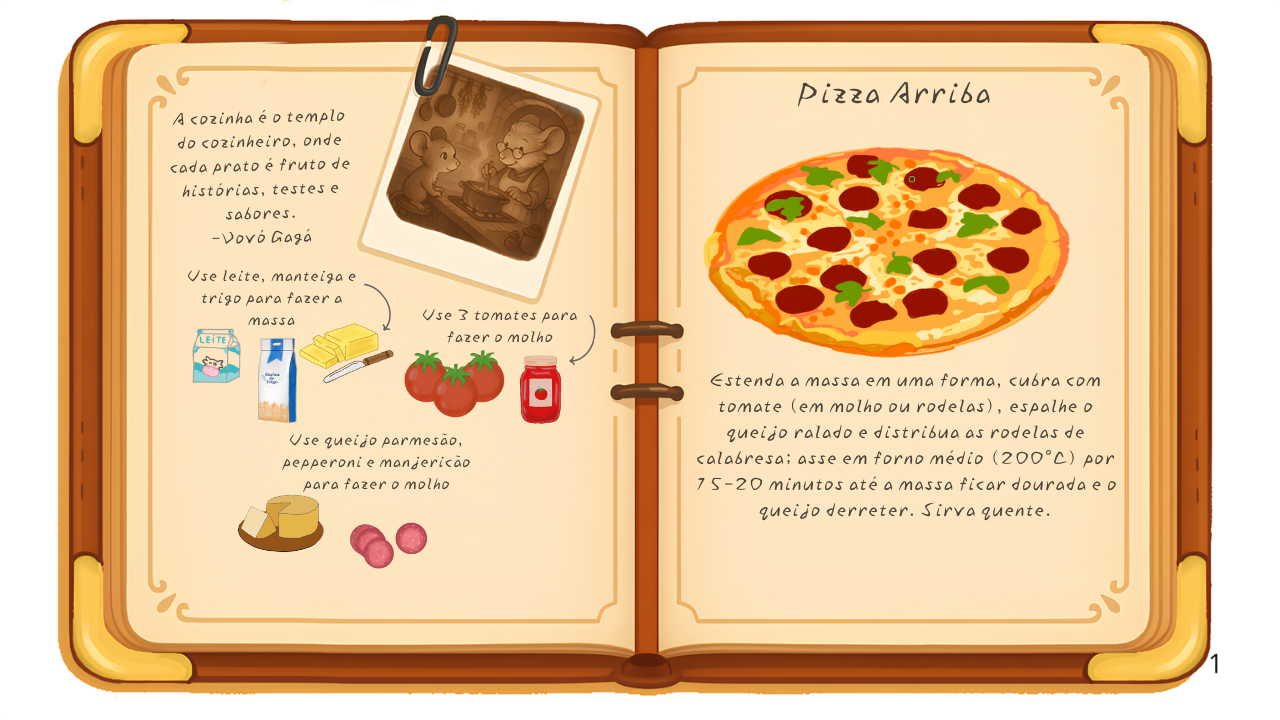 A cozinha é o templo
do cozinheiro, onde
cada prato é fruto de
histórias, testes e
sabores.
-Vovó Gagá
Use leite, manteiga e
trigo para fazer a
massa
LEITE
Farinha
de
Trigo
Use 3 tomates para
fazer o molho
Use queijo parmesão,
pepperoni e manjericão
para fazer o molho
Pizza Arriba
Estenda a massa em uma forma, cubra com
tomate (em molho ou rodelas), espalhe o
queijo ralado e distribua as rodelas de
calabresa; asse em forno médio (200°C) por
15-20 minutos até a massa ficar dourada e o
queijo derreter. Sirva quente.
1